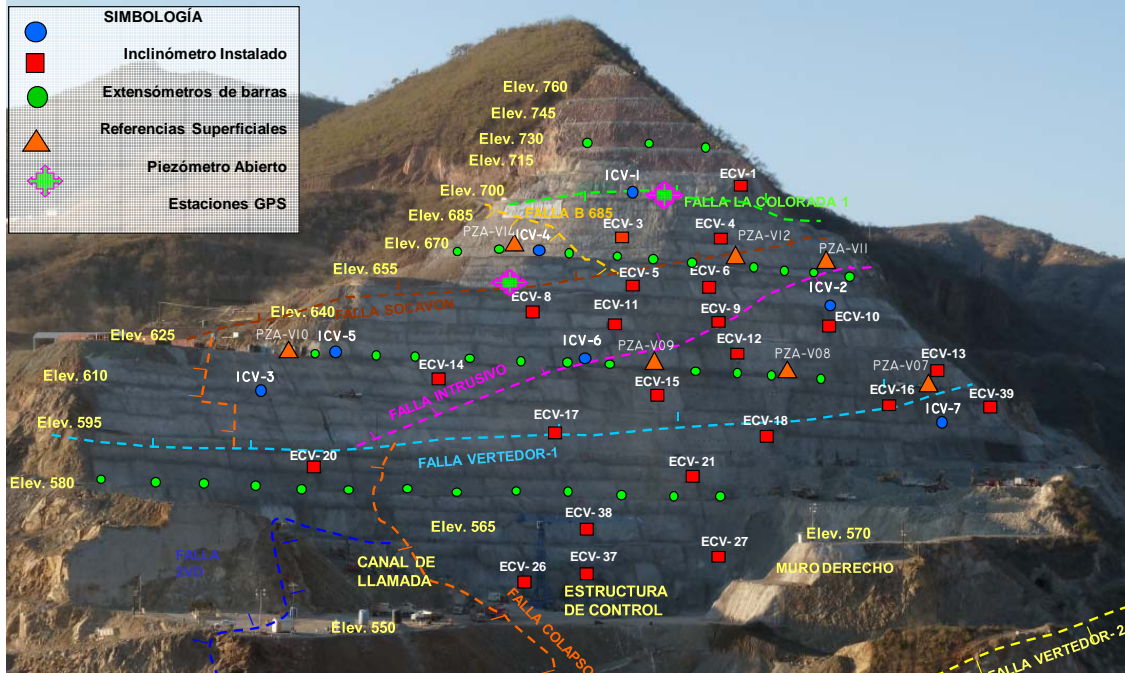 SIMBOLOGÍA
Inclinómetro Instalado
Extensómetros de barras
Referencias Superficiales
Piezómetro Abierto
Estaciones GPS
Elev. 760
Elev. 745
Elev. 730
Elev. 715
ICV-1
ECV-1
Elev. 700
FALLA LA COLORADA 1
Elev. 685
FALLA B 685
ECV- 3
ECV- 4
PZA-V14
ICV-4
PZA-V12
Elev. 670
PZA-V11
Elev. 655
ECV- 5
ECV- 6
ICV-2
ECV- 8
FALLA SOCAVON
ECV-11
ECV- 9
ECV-10
Elev. 640
Elev. 625
PZA-V10
ICV-5
ICV-6
PZA-V09
ECV-12
PZA-V08
ECV-13
ECV-14
PZA-V07
Elev. 610
ICV-3
ECV-15
ECV-16
ECV-39
FALLA INTRUSIVO
ICV-7
ECV-17
ECV-18
Elev. 595
ECV-20
FALLA VERTEDOR-1
ECV- 21
Elev. 580
ECV- 38
Elev. 565
Elev. 570
ECV- 27
FALLA
ZVD
CANAL DE
LLAMADA
ECV- 26
ECV- 37
MURO DERECHO
ESTRUCTURA
DE CONTROL
FALLA COLAPSO
Elev. 550
FALLA VERTEDOR- 2